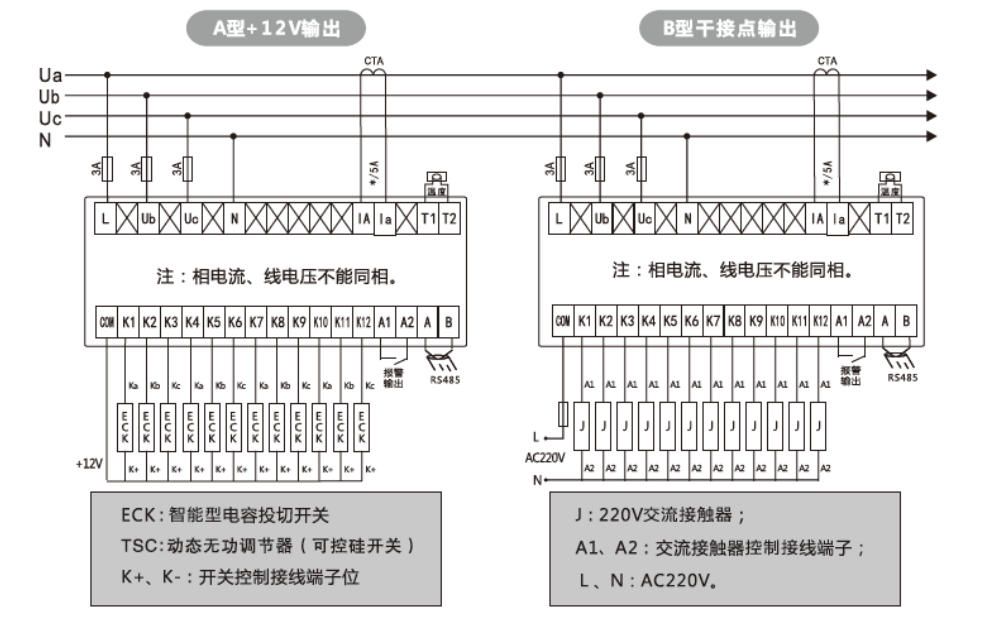 A型+12V输出
B型干接点输出
Ua
Ub
Uc
N
CTA
CTA
3A 3A 3A */5A
3A 3A 3A */5A
温度
温度
L Ub Uc N IA Ia T1 T2
L Ub Uc N IA Ia T1 T2
注：相电流、线电压不能同相。
注：相电流、线电压不能同相。
COM K1 K2 K3 K4 K5 K6 K7 K8 K9 K10 K11 K12 A1 A2 A B
COM K1 K2 K3 K4 K5 K6 K7 K8 K9 K10 K11 K12 A1 A2 A B
报警
输出
RS485
报警
输出
RS485
Ka Kb Kc Ka Kb Kc Ka Kb Kc Ka Kb Kc
A1 A1 A1 A1 A1 A1 A1 A1 A1 A1 A1 A1
ECK ECK ECK ECK ECK ECK ECK ECK ECK ECK ECK ECK
J J J J J J J J J J J J
+12V
K+ K+ K+ K+ K+ K+ K+ K+ K+ K+ K+ K+
L
AC220V
N
A2 A2 A2 A2 A2 A2 A2 A2 A2 A2 A2 A2
ECK：智能型电容投切开关
TSC：动态无功调节器（可控硅开关）
K+、K-：开关控制接线端子位
J：220V交流接触器；
A1、A2：交流接触器控制接线端子；
L、N：AC220V。